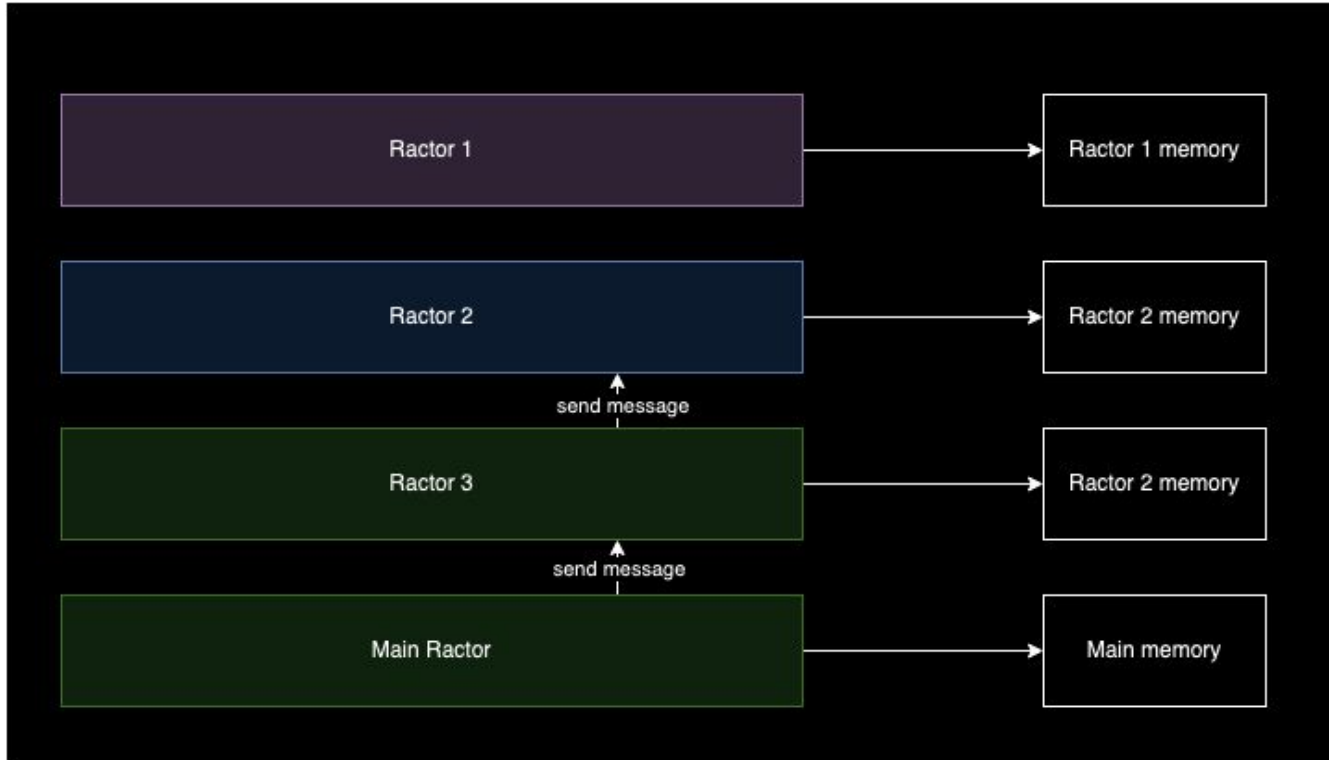 Ractor 1
Ractor 1 memory
Ractor 2
Ractor 2 memory
send message
Ractor 3
Ractor 2 memory
send message
Main Ractor
Main memory